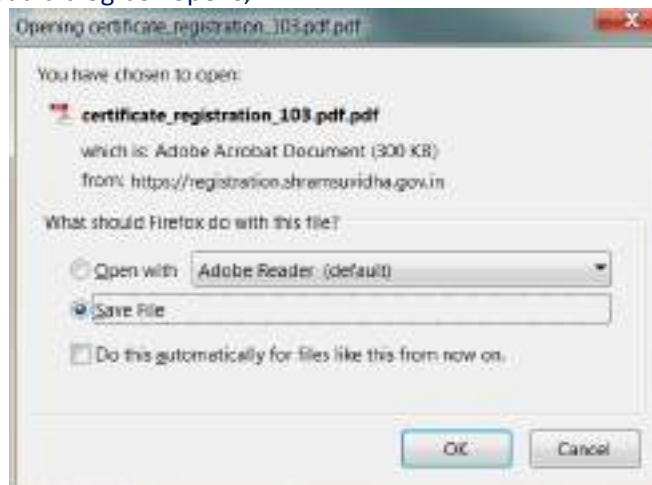 Opening certificate_registration_103.pdf.pdf
You have chosen to open:
certificate_registration_103.pdf.pdf
which is: Adobe Acrobat Document (300 KB)
from: https://registration.shramsuvidha.gov.in
What should Firefox do with this file?
Open with Adobe Reader (default)
Save File
Do this automatically for files like this from now on.
OK Cancel